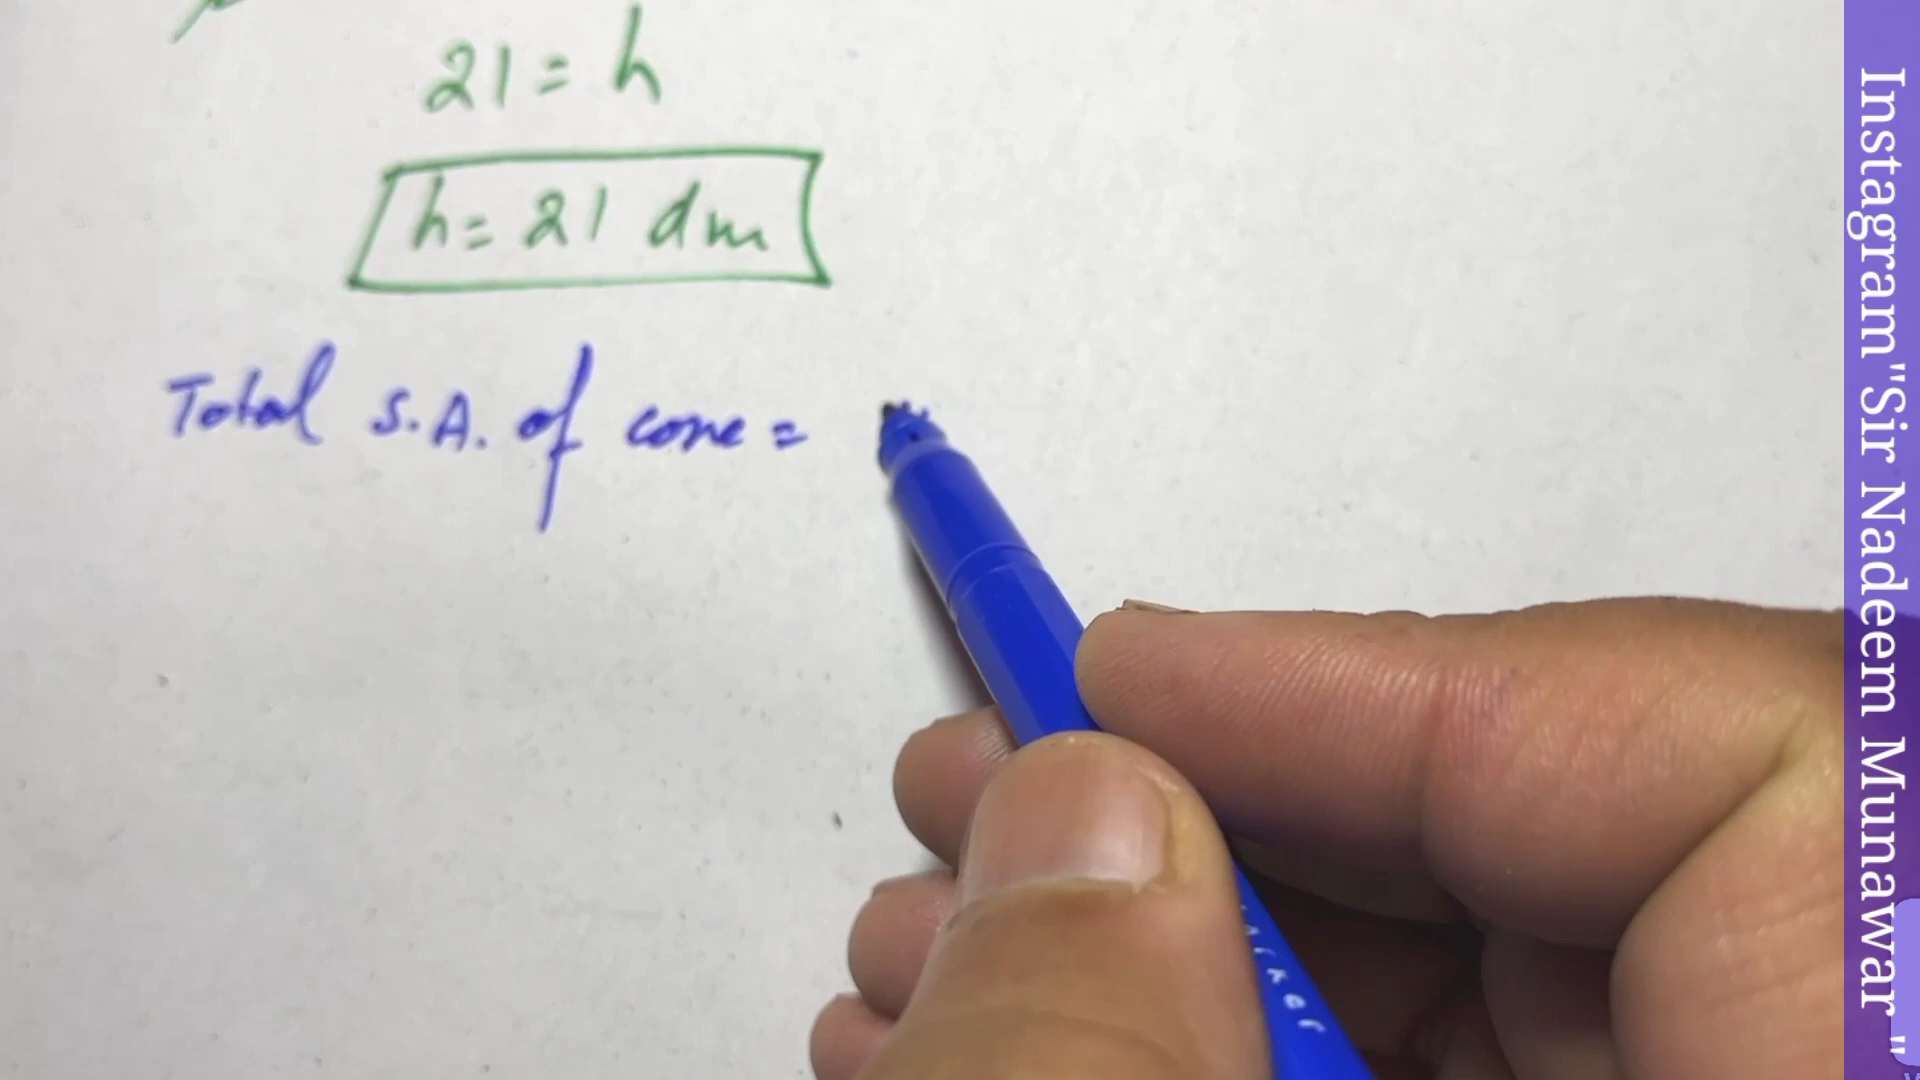 21 = h
h = 21 dm
Total S.A. of cone =
Instagram"Sir Nadeem Munawar"